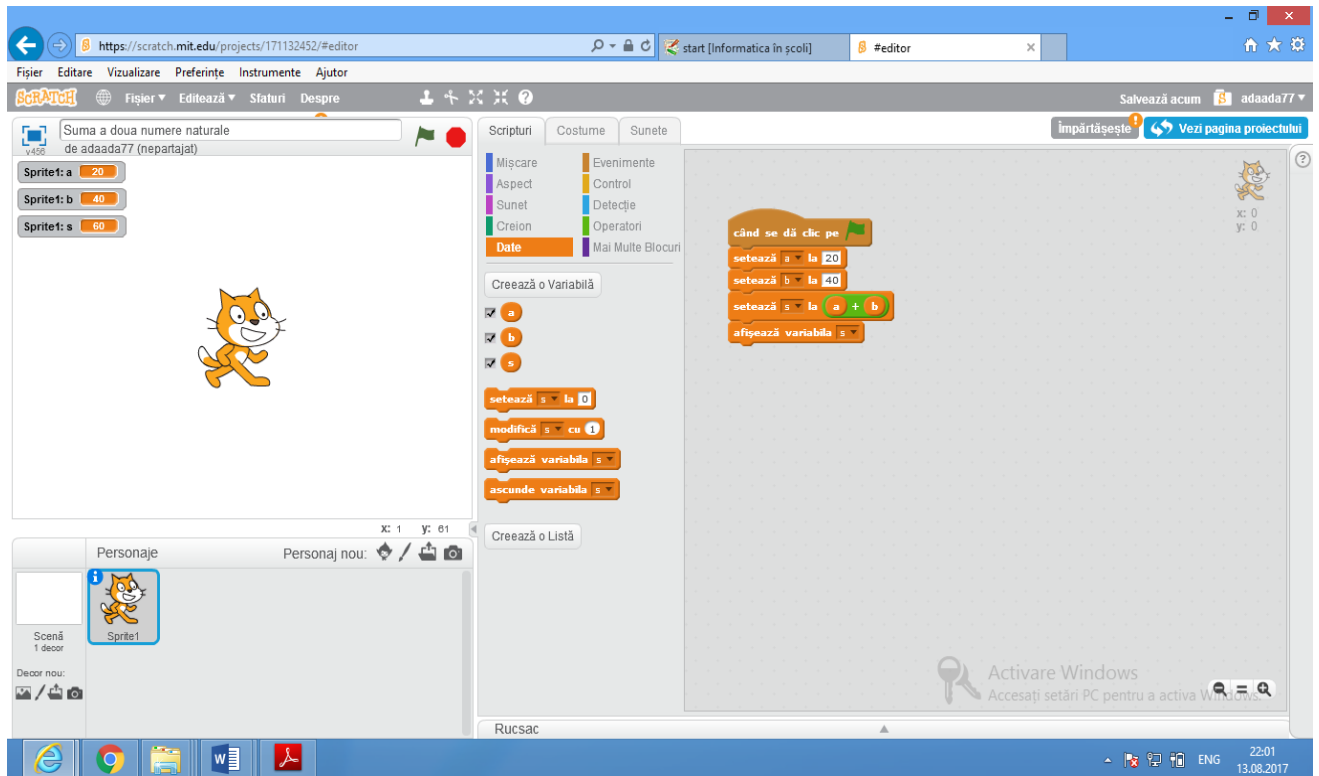 https://scratch.mit.edu/projects/171132452/#editor
start [Informatica în școli]
#editor
Fișier Editare Vizualizare Preferințe Instrumente Ajutor
SCRATCH Fișier Editează Sfaturi Despre Salvează acum adaada77
v456 Suma a doua numere naturale
de adaada77 (nepartajat)
Scripturi Costume Sunete
Împărtășește Vezi pagina proiectului
Sprite1: a 20
Sprite1: b 40
Sprite1: s 60
Mișcare Evenimente
Aspect Control
Sunet Detecție
Creion Operatori
Date Mai Multe Blocuri
Creează o Variabilă
a
b
s
setează s la 0
modifică s cu 1
afișează variabila s
ascunde variabila s
Creează o Listă
când se dă clic pe
setează a la 20
setează b la 40
setează s la a + b
afișează variabila s
x: 0
y: 0
X: 1 Y: 61
Personaje Personaj nou:
Scenă
1 decor
Sprite1
Decor nou:
Rucsac
Activare Windows
Accesați setări PC pentru a activa Windows.
ENG 22:01
13.08.2017